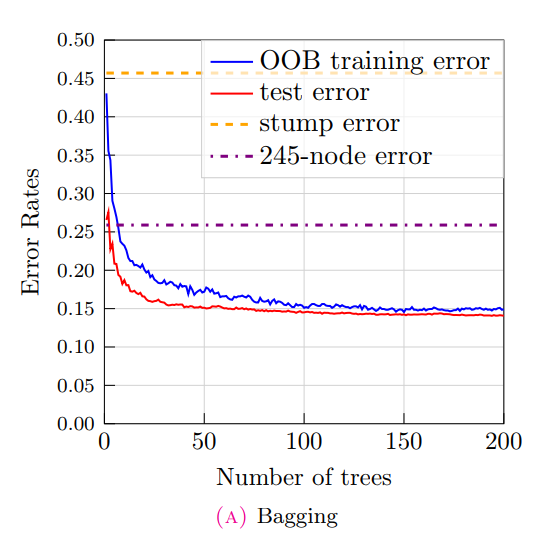 0.50
0.45
0.40
0.35
0.30
0.25
0.20
0.15
0.10
0.05
0.00
Error Rates
OOB training error
test error
stump error
245-node error
0 50 100 150 200
Number of trees
(A) Bagging